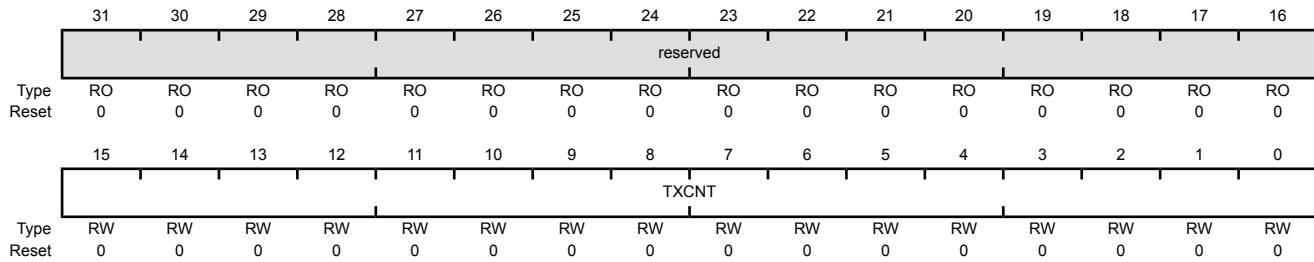 31 30 29 28 27 26 25 24 23 22 21 20 19 18 17 16
reserved
Type RO RO RO RO RO RO RO RO RO RO RO RO RO RO RO RO
Reset 0 0 0 0 0 0 0 0 0 0 0 0 0 0 0 0
15 14 13 12 11 10 9 8 7 6 5 4 3 2 1 0
TXCNT
Type RW RW RW RW RW RW RW RW RW RW RW RW RW RW RW RW
Reset 0 0 0 0 0 0 0 0 0 0 0 0 0 0 0 0